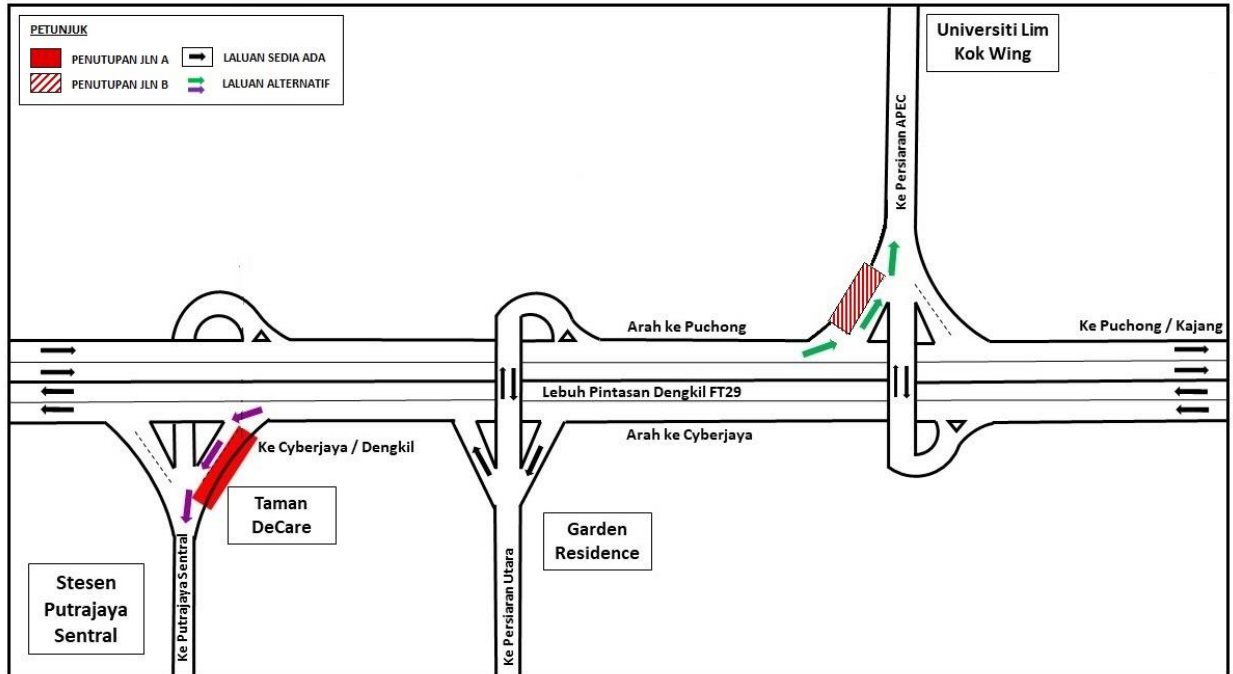 PETUNJUK
PENUTUPAN JLN A
LALUAN SEDIA ADA
PENUTUPAN JLN B
LALUAN ALTERNATIF
Universiti Lim
Kok Wing
Ke Persiaran APEC
Arah ke Puchong
Ke Puchong / Kajang
Lebuh Pintasan Dengkil FT29
Arah ke Cyberjaya
Ke Cyberjaya / Dengkil
Taman
DeCare
Garden
Residence
Stesen
Putrajaya
Sentral
Ke Putrajaya Sentral
Ke Persiaran Utara